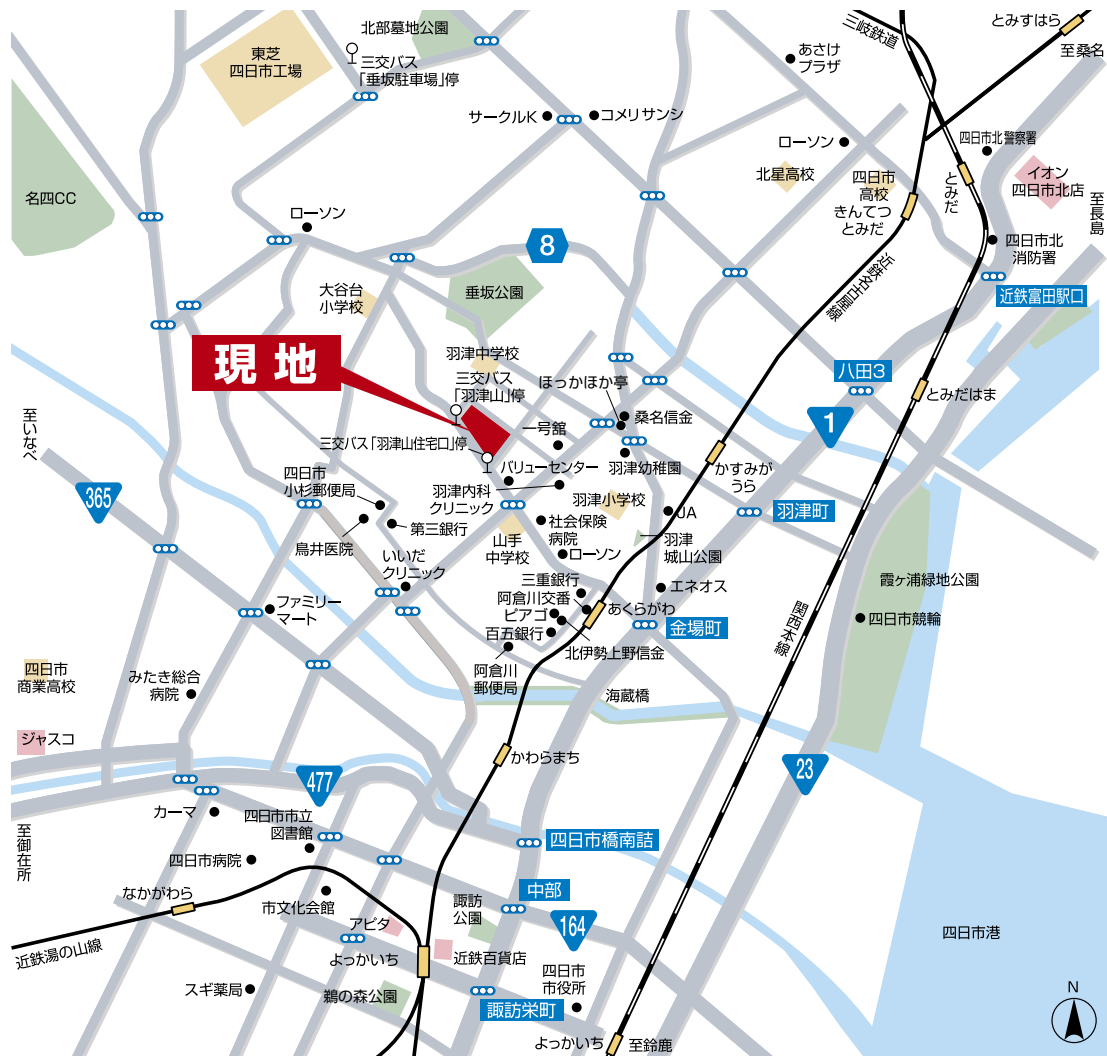 北部墓地公園
三岐鉄道
とみすはら
至桑名
東芝
四日市工場
三交バス
「垂坂駐車場」停
あさけ
プラザ
サークルK
コメリサンシ
ローソン
四日市北警察署
北星高校
四日市
高校
きんてつ
とみだ
とみだ
イオン
四日市北店
至長島
名四CC
ローソン
8
近鉄名古屋線
四日市北
消防署
大谷台
小学校
垂坂公園
近鉄富田駅口
現地
羽津中学校
三交バス
「羽津山」停
ほっかほか亭
八田3
桑名信金
とみだはま
1
至いなべ
三交バス「羽津山住宅口」停
一号舘
羽津幼稚園
かすみが
うら
バリューセンター
四日市
小杉郵便局
羽津内科
クリニック
羽津小学校
365
第三銀行
JA
羽津町
鳥井医院
山手
中学校
社会保険
病院
羽津
城山公園
いいだ
クリニック
ローソン
霞ヶ浦緑地公園
三重銀行
エネオス
阿倉川交番
あくらがわ
ピアゴ
ファミリー
マート
百五銀行
金場町
関西本線
四日市競輪
北伊勢上野信金
阿倉川
郵便局
四日市
商業高校
みたき総合
病院
海蔵橋
ジャスコ
かわらまち
477
23
カーマ
四日市市立
図書館
至御在所
四日市橋南詰
四日市病院
なかがわら
市文化会館
中部
諏訪
公園
アピタ
164
四日市港
近鉄湯の山線
よっかいち
近鉄百貨店
四日市
市役所
スギ薬局
鵜の森公園
諏訪栄町
N
よっかいち
至鈴鹿